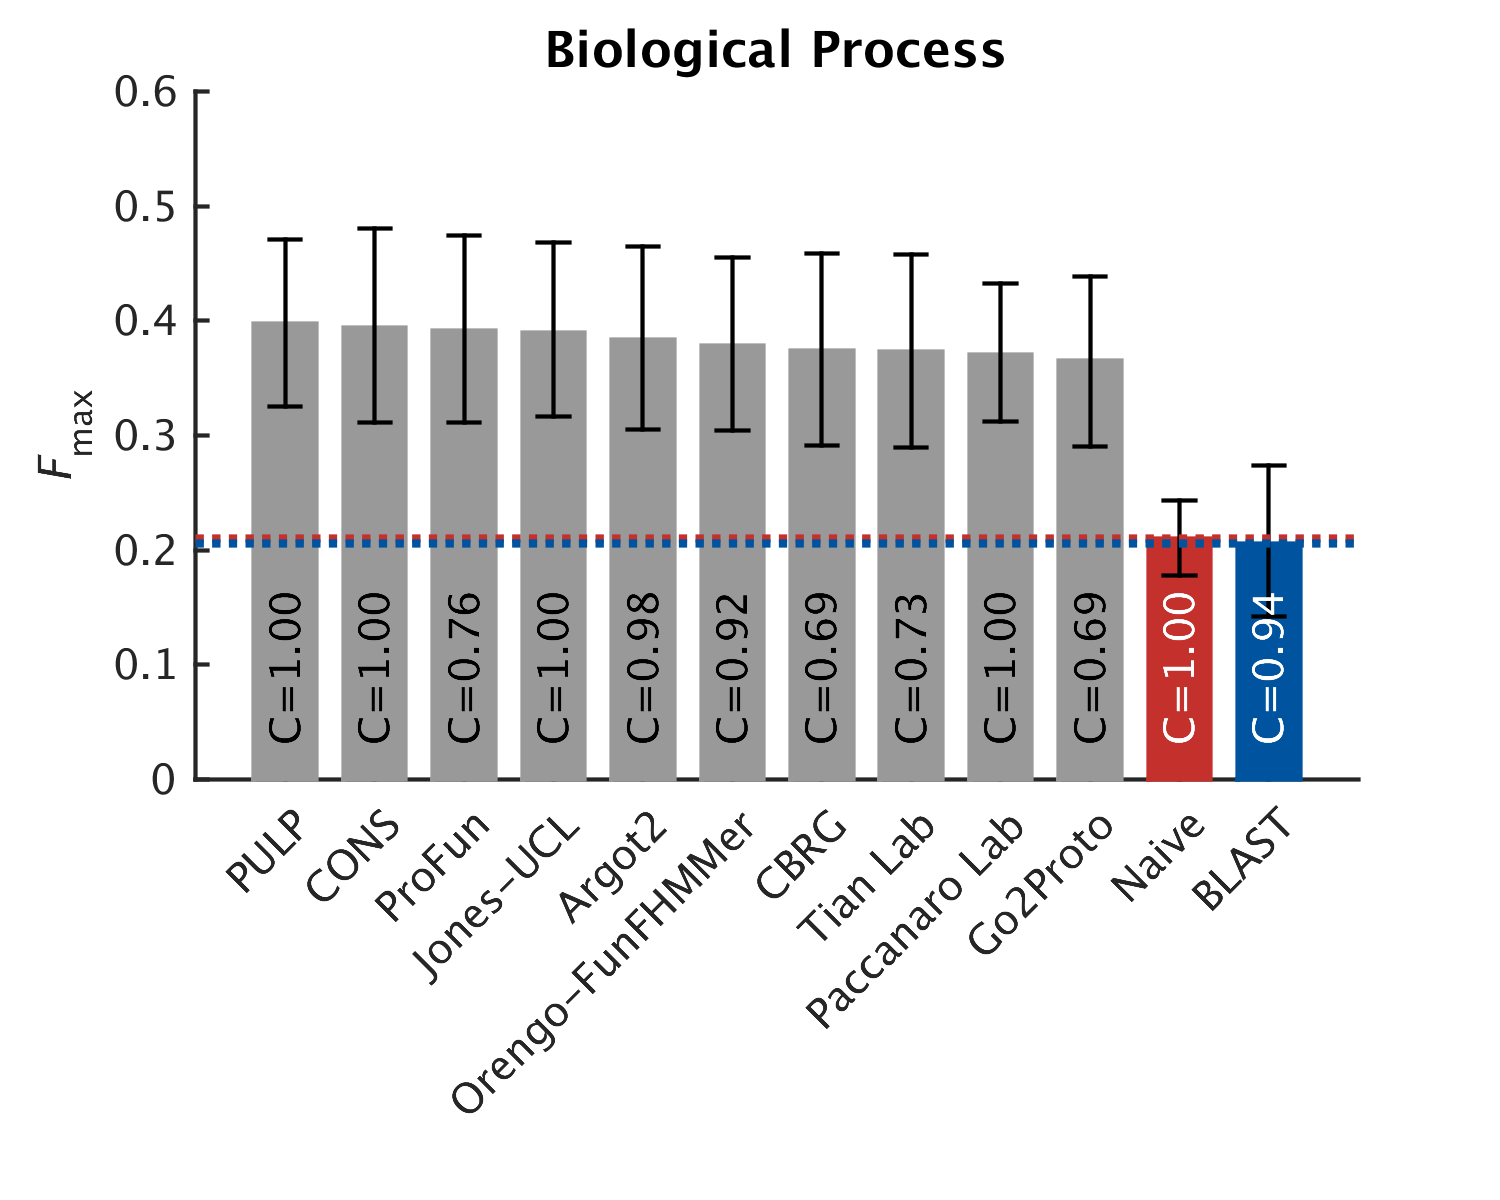 Biological Process
0.6
0.5
0.4
0.3
0.2
0.1
0
Fmax
C=1.00
C=1.00
C=0.76
C=1.00
C=0.98
C=0.92
C=0.69
C=0.73
C=1.00
C=0.69
C=1.00
C=0.94
PULP
CONS
ProFun
Jones-UCL
Argot2
Orengo-FunFHMMer
CBRG
Tian Lab
Paccanaro Lab
Go2Proto
Naive
BLAST